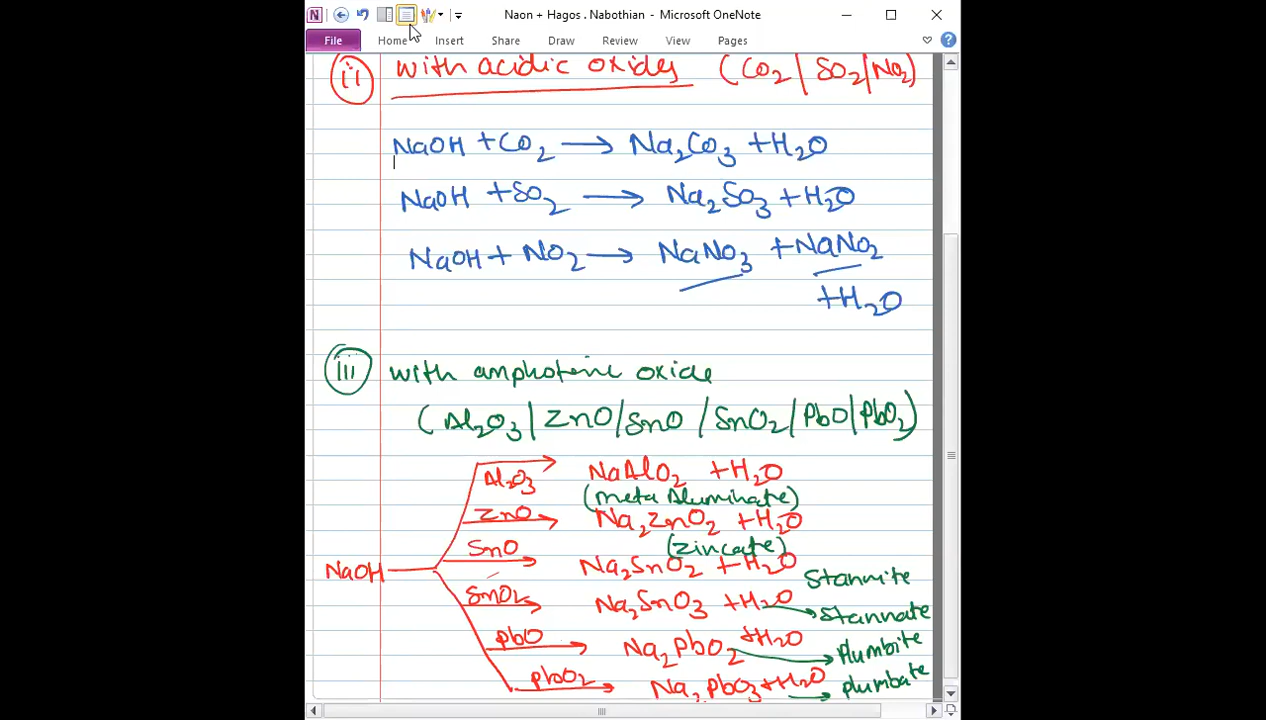 Naon + Hagos . Nabothian - Microsoft OneNote
File Home Insert Share Draw Review View Pages
(ii) with acidic oxides (CO2 / SO2 / NO2)
NaOH + CO2 → Na2CO3 + H2O
NaOH + SO2 → Na2SO3 + H2O
NaOH + NO2 → NaNO3 + NaNO2
+ H2O
(iii) with amphoteric oxide
(Al2O3 / ZnO / SnO / SnO2 / PbO / PbO2)
Al2O3 → NaAlO2 + H2O
(meta Aluminate)
ZnO → Na2ZnO2 + H2O
(zincate)
SnO → Na2SnO2 + H2O Stannite
NaOH
SnO2 → Na2SnO3 + H2O → stannate
PbO → Na2PbO2 + H2O → plumbite
PbO2 → Na2PbO3 + H2O → plumbate